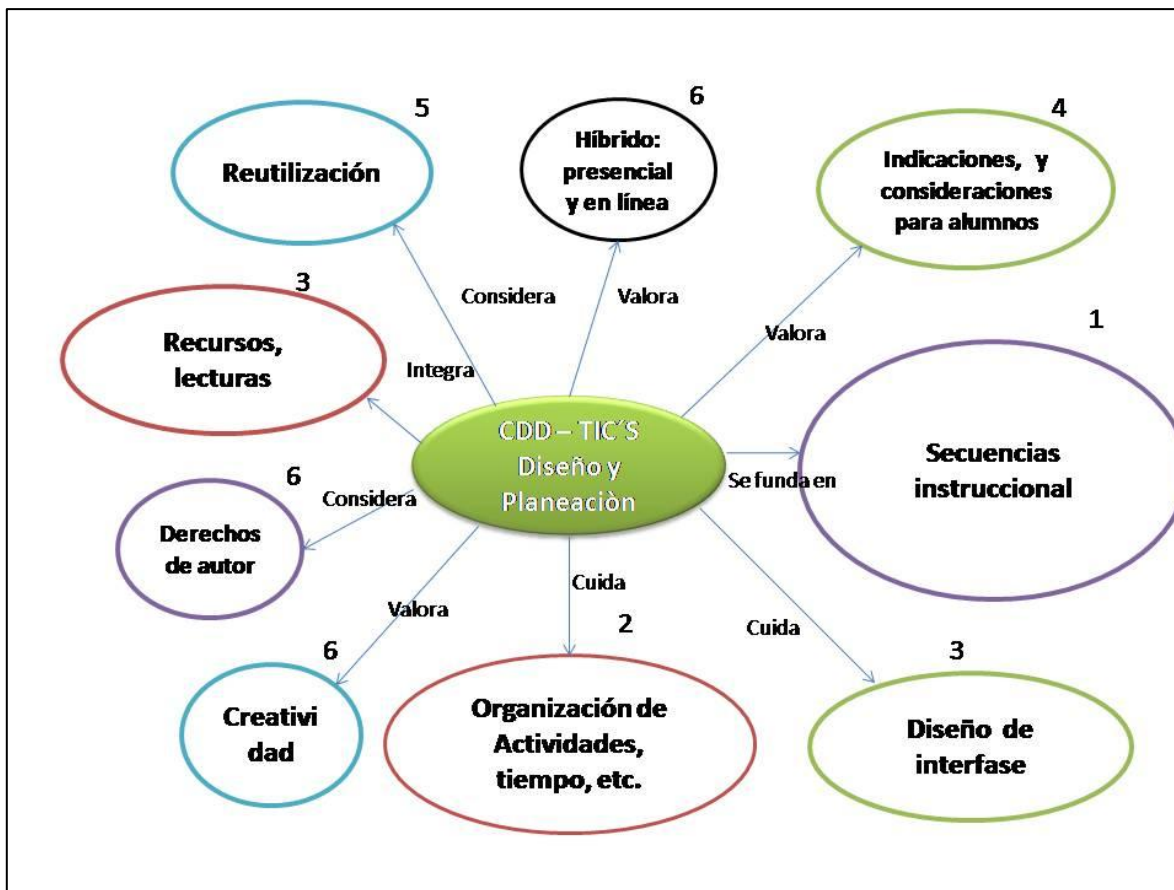 5
Reutilización
6
Híbrido:
presencial
y en línea
4
Indicaciones, y
consideraciones
para alumnos
Considera
Valora
Valora
3
Recursos,
lecturas
Integra
1
Secuencias
instruccional
CDD – TIC´S
Diseño y
Planeaciòn
Se funda en
6
Derechos
de autor
Considera
Valora
Cuida
Cuida
6
Creativi
dad
2
Organización de
Actividades,
tiempo, etc.
3
Diseño de
interfase